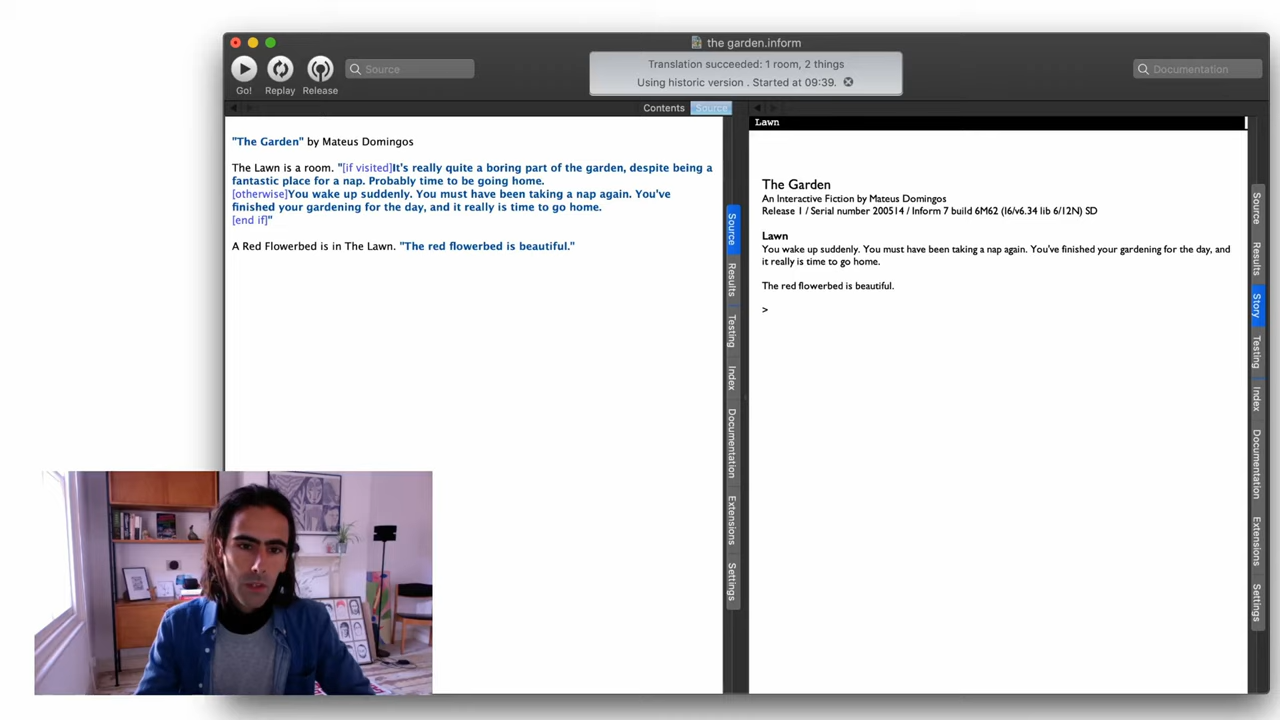 the garden.inform
Translation succeeded: 1 room, 2 things
Using historic version . Started at 09:39.
Go!
Replay
Release
Source
Documentation
Contents
Source
"The Garden" by Mateus Domingos
The Lawn is a room. "[if visited]It's really quite a boring part of the garden, despite being a
fantastic place for a nap. Probably time to be going home.
[otherwise]You wake up suddenly. You must have been taking a nap again. You've
finished your gardening for the day, and it really is time to go home.
[end if]"
A Red Flowerbed is in The Lawn. "The red flowerbed is beautiful."
Source
Results
Testing
Index
Documentation
Extensions
Settings
Lawn
The Garden
An Interactive Fiction by Mateus Domingos
Release 1 / Serial number 200514 / Inform 7 build 6M62 (I6/v6.34 lib 6/12N) SD
Lawn
You wake up suddenly. You must have been taking a nap again. You've finished your gardening for the day, and
it really is time to go home.
The red flowerbed is beautiful.
>
Source
Results
Story
Testing
Index
Documentation
Extensions
Settings